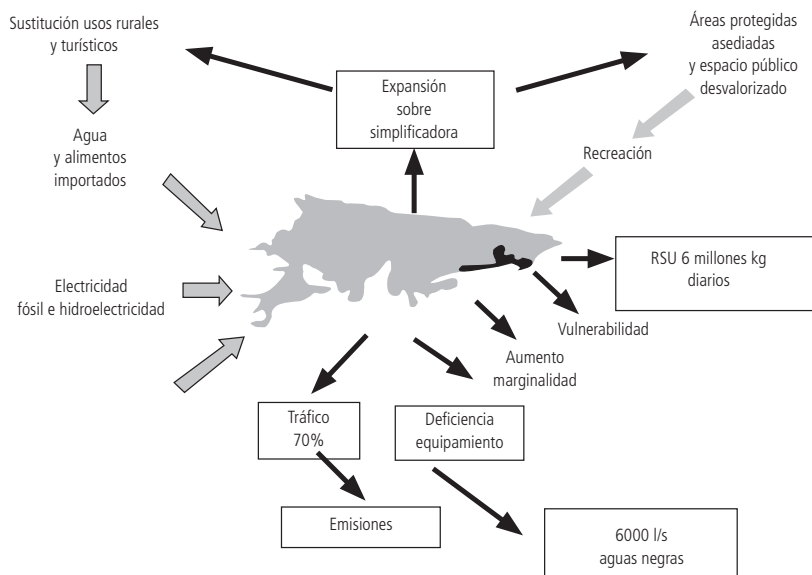 Sustitución usos rurales
y turísticos
Áreas protegidas
asediadas
y espacio público
desvalorizado
Expansión
sobre
simplificadora
Agua
y alimentos
importados
Recreación
RSU 6 millones kg
diarios
Electricidad
fósil e hidroelectricidad
Vulnerabilidad
Aumento
marginalidad
Tráfico
70%
Deficiencia
equipamiento
Emisiones
6000 l/s
aguas negras